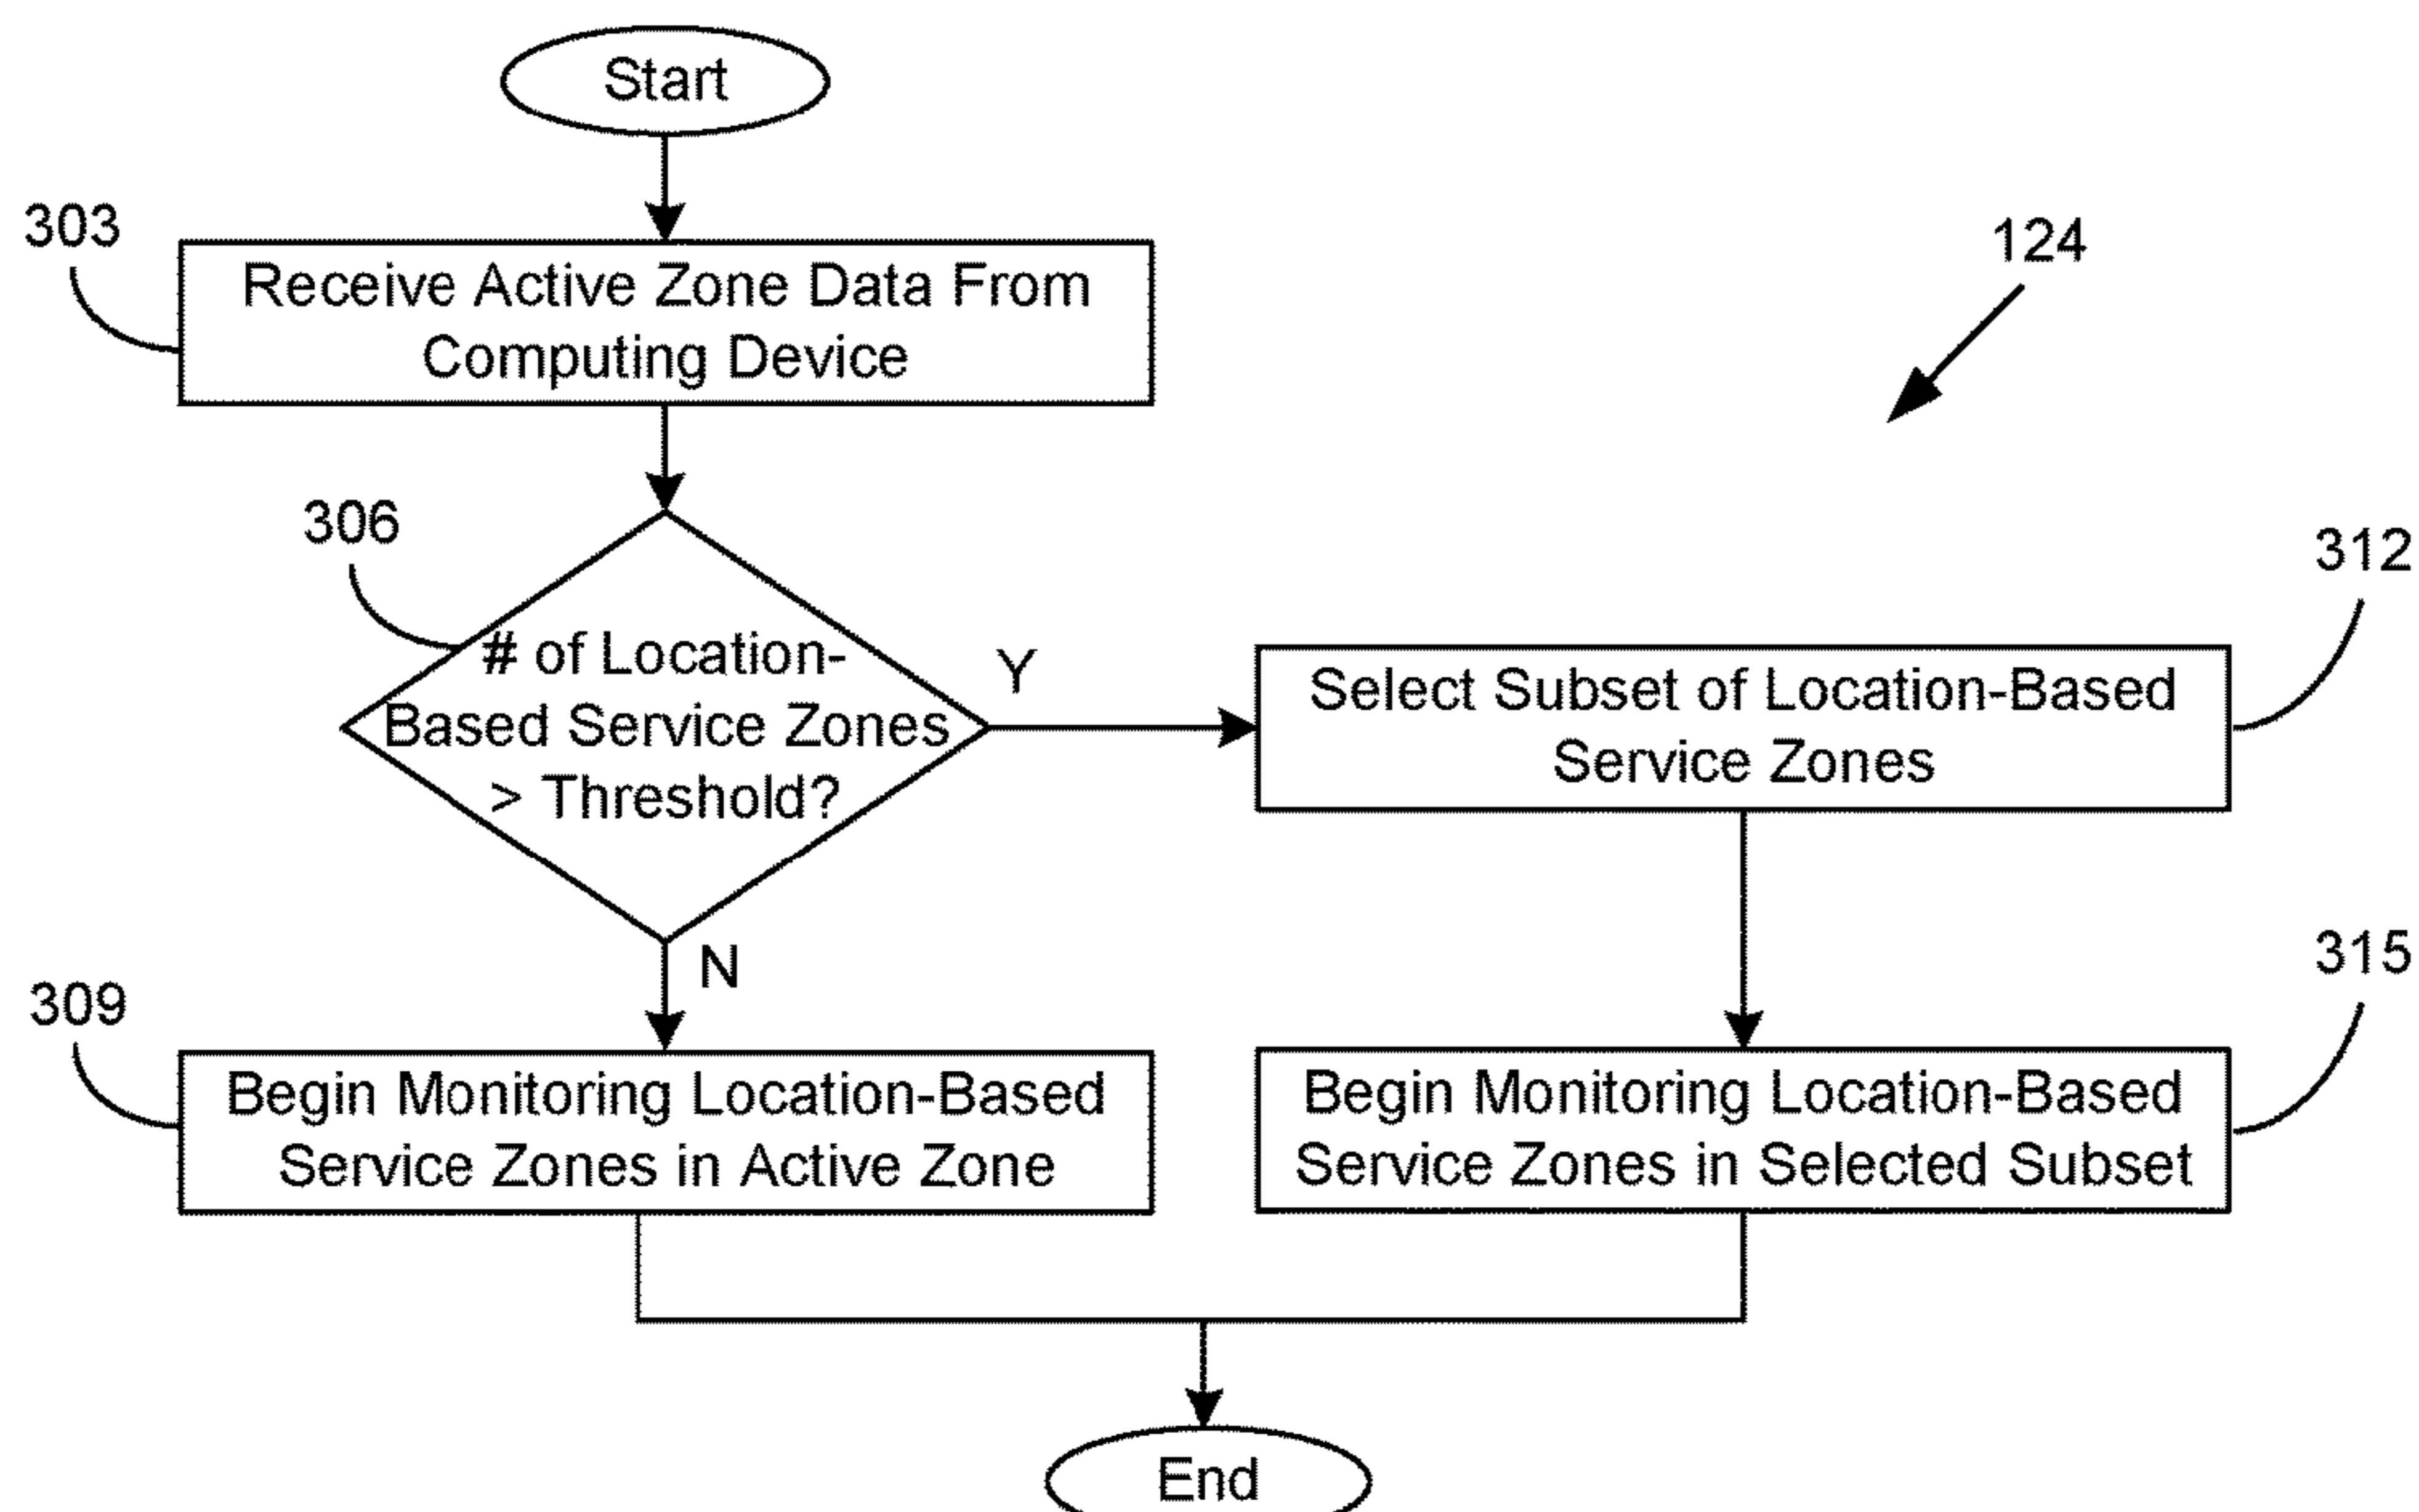 Start
303
Receive Active Zone Data From
Computing Device
124
306
# of Location-
Based Service Zones
> Threshold?
Y
312
Select Subset of Location-Based
Service Zones
N
309
Begin Monitoring Location-Based
Service Zones in Active Zone
315
Begin Monitoring Location-Based
Service Zones in Selected Subset
End